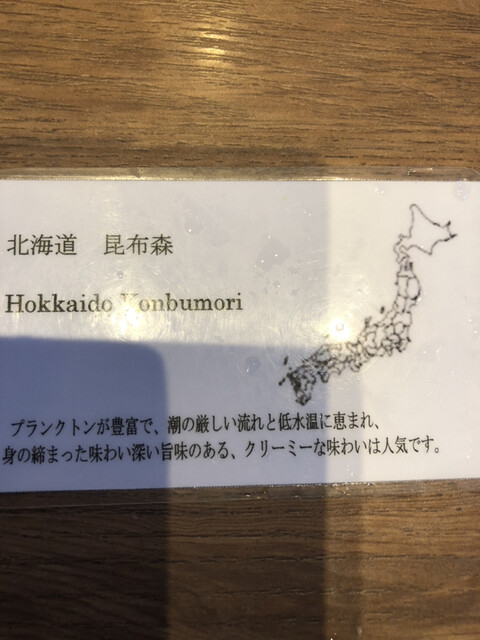 北海道　昆布森
Hokkaido Konbumori
プランクトンが豊富で、潮の厳しい流れと低水温に恵まれ、
身の締まった味わい深い旨味のある、クリーミーな味わいは人気です。